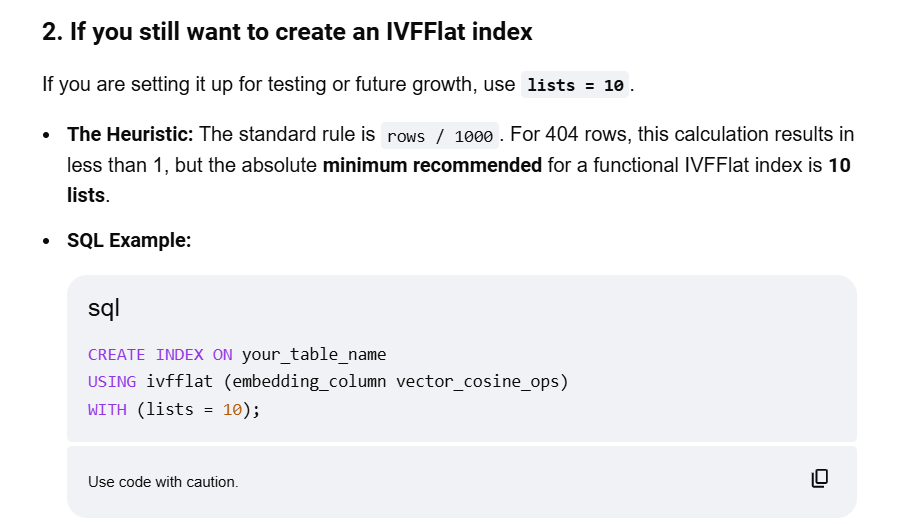 2. If you still want to create an IVFFlat index
If you are setting it up for testing or future growth, use lists = 10.
• The Heuristic: The standard rule is rows / 1000. For 404 rows, this calculation results in
less than 1, but the absolute minimum recommended for a functional IVFFlat index is 10
lists.
• SQL Example:
sql
CREATE INDEX ON your_table_name
USING ivfflat (embedding_column vector_cosine_ops)
WITH (lists = 10);
Use code with caution.